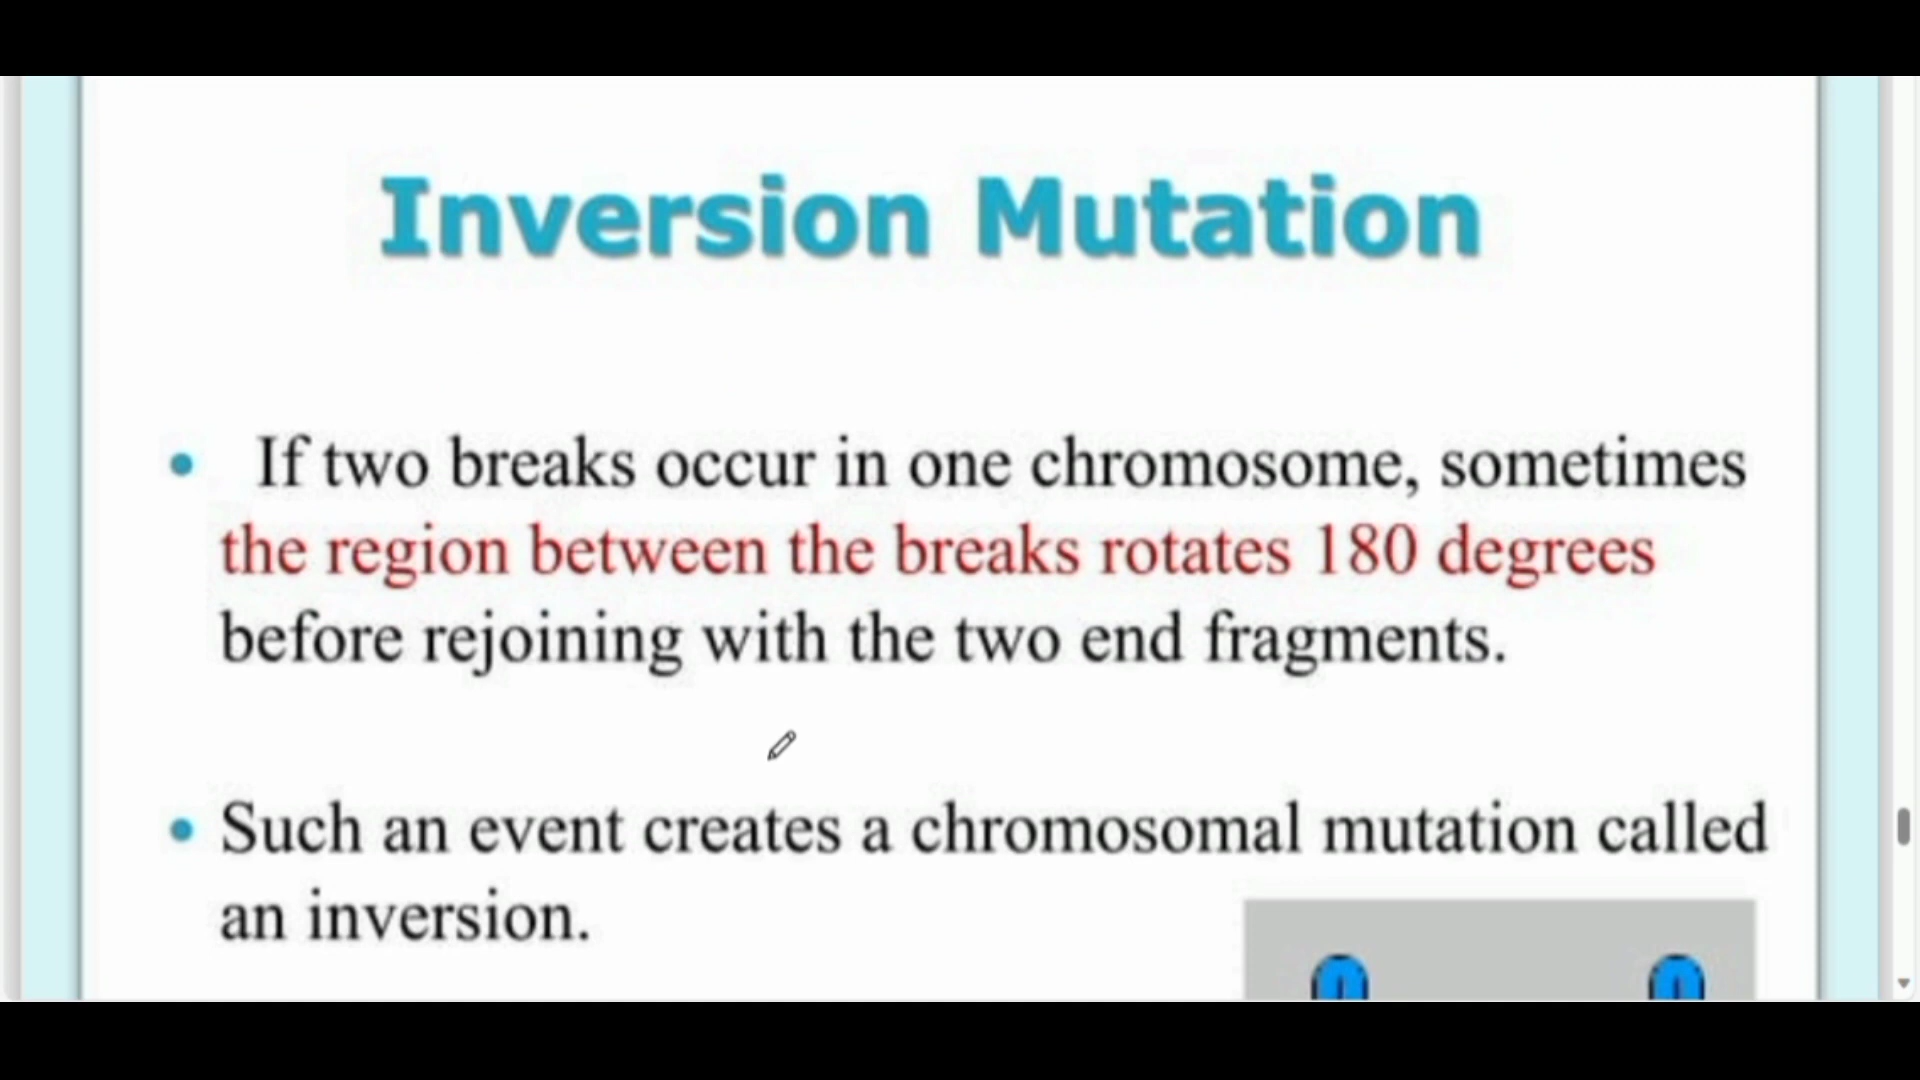 Inversion Mutation
• If two breaks occur in one chromosome, sometimes
the region between the breaks rotates 180 degrees
before rejoining with the two end fragments.
• Such an event creates a chromosomal mutation called
an inversion.